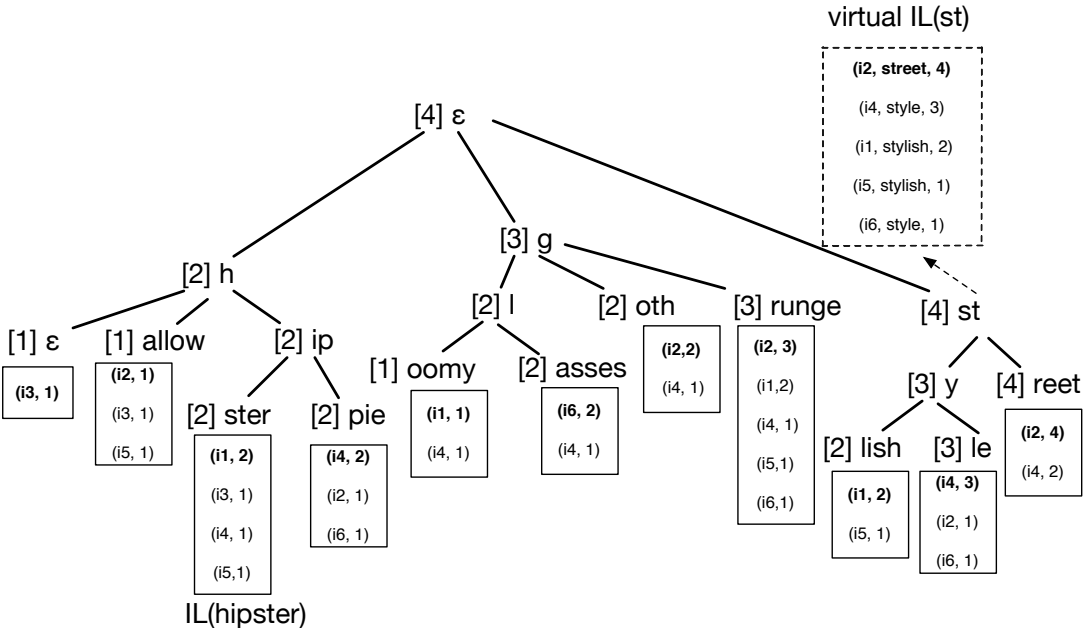 virtual IL(st)
(i2, street, 4)
(i4, style, 3)
(i1, stylish, 2)
(i5, stylish, 1)
(i6, style, 1)
[4] ε
[2] h
[3] g
[4] st
[1] ε
(i3, 1)
[1] allow
(i2, 1)
(i3, 1)
(i5, 1)
[2] ip
[2] ster
(i1, 2)
(i3, 1)
(i4, 1)
(i5,1)
IL(hipster)
[2] pie
(i4, 2)
(i2, 1)
(i6, 1)
[2] l
[1] oomy
(i1, 1)
(i4, 1)
[2] asses
(i6, 2)
(i4, 1)
[2] oth
(i2,2)
(i4, 1)
[3] runge
(i2, 3)
(i1,2)
(i4, 1)
(i5,1)
(i6,1)
[3] y
[2] lish
(i1, 2)
(i5, 1)
[3] le
(i4, 3)
(i2, 1)
(i6, 1)
[4] reet
(i2, 4)
(i4, 2)